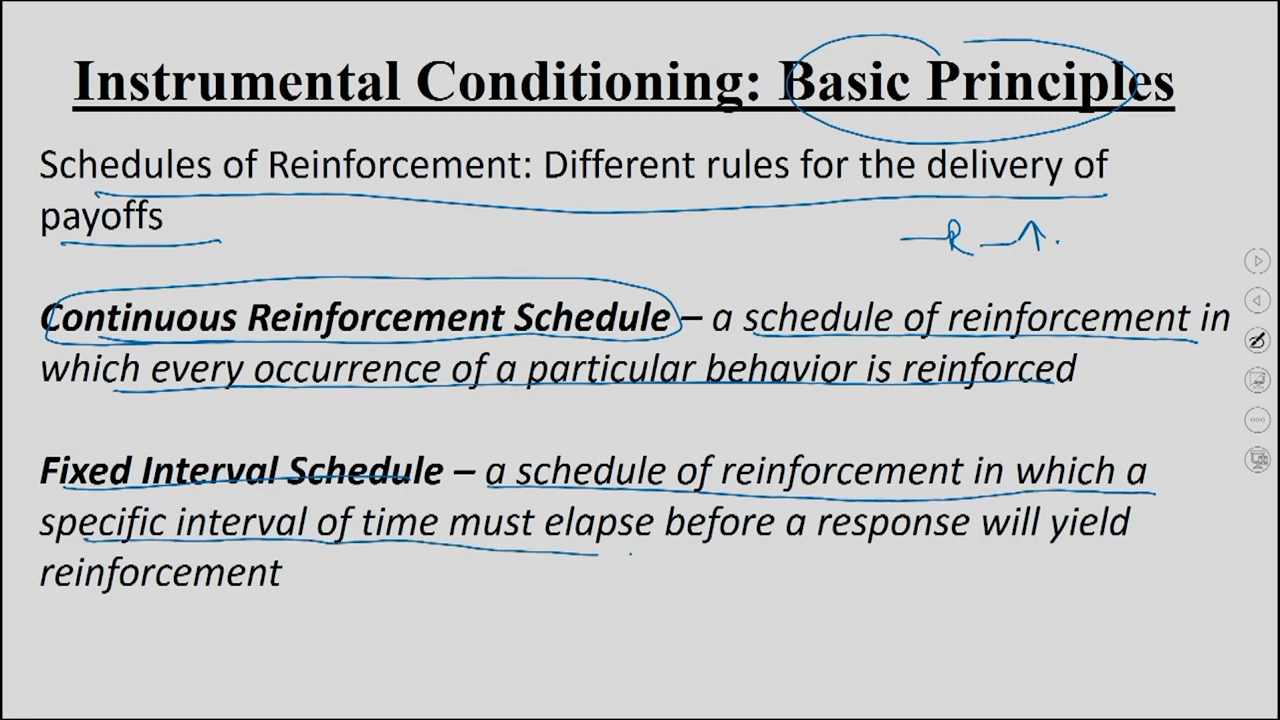 Instrumental Conditioning: Basic Principles
Schedules of Reinforcement: Different rules for the delivery of
payoffs
Continuous Reinforcement Schedule – a schedule of reinforcement in
which every occurrence of a particular behavior is reinforced
Fixed Interval Schedule – a schedule of reinforcement in which a
specific interval of time must elapse before a response will yield
reinforcement